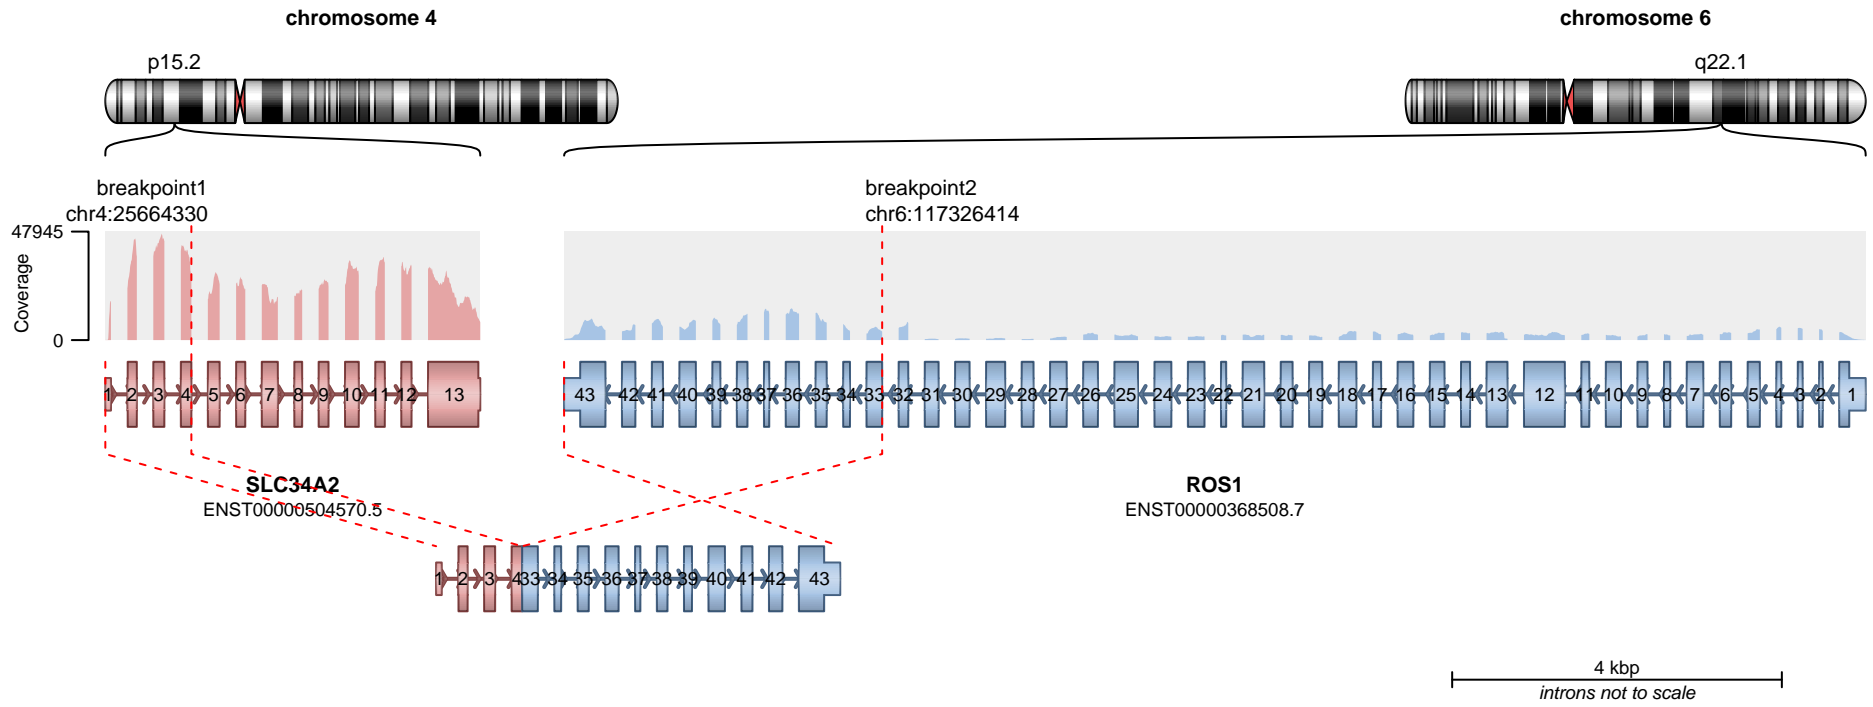 chromosome 4
chromosome 6
p15.2
q22.1
breakpoint1
chr4:25664330
breakpoint2
chr6:117326414
47945
Coverage
0
1 2 3 4 5 6 7 8 9 10 11 12 13
43 42 41 40 39 38 37 36 35 34 33 32 31 30 29 28 27 26 25 24 23 22 21 20 19 18 17 16 15 14 13 12 11 10 9 8 7 6 5 4 3 2 1
SLC34A2
ENST00000504570.5
ROS1
ENST00000368508.7
1 2 3 4 33 34 35 36 37 38 39 40 41 42 43
4 kbp
introns not to scale